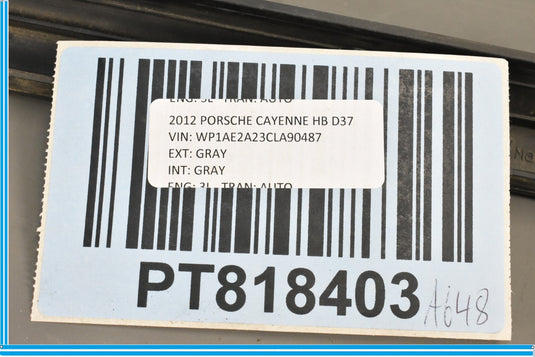 ENG: 3L TRAN: AUTO
2012 PORSCHE CAYENNE HB D37
VIN: WP1AE2A23CLA90487
EXT: GRAY
INT: GRAY
ENG: 3L TRAN: AUTO
PT818403